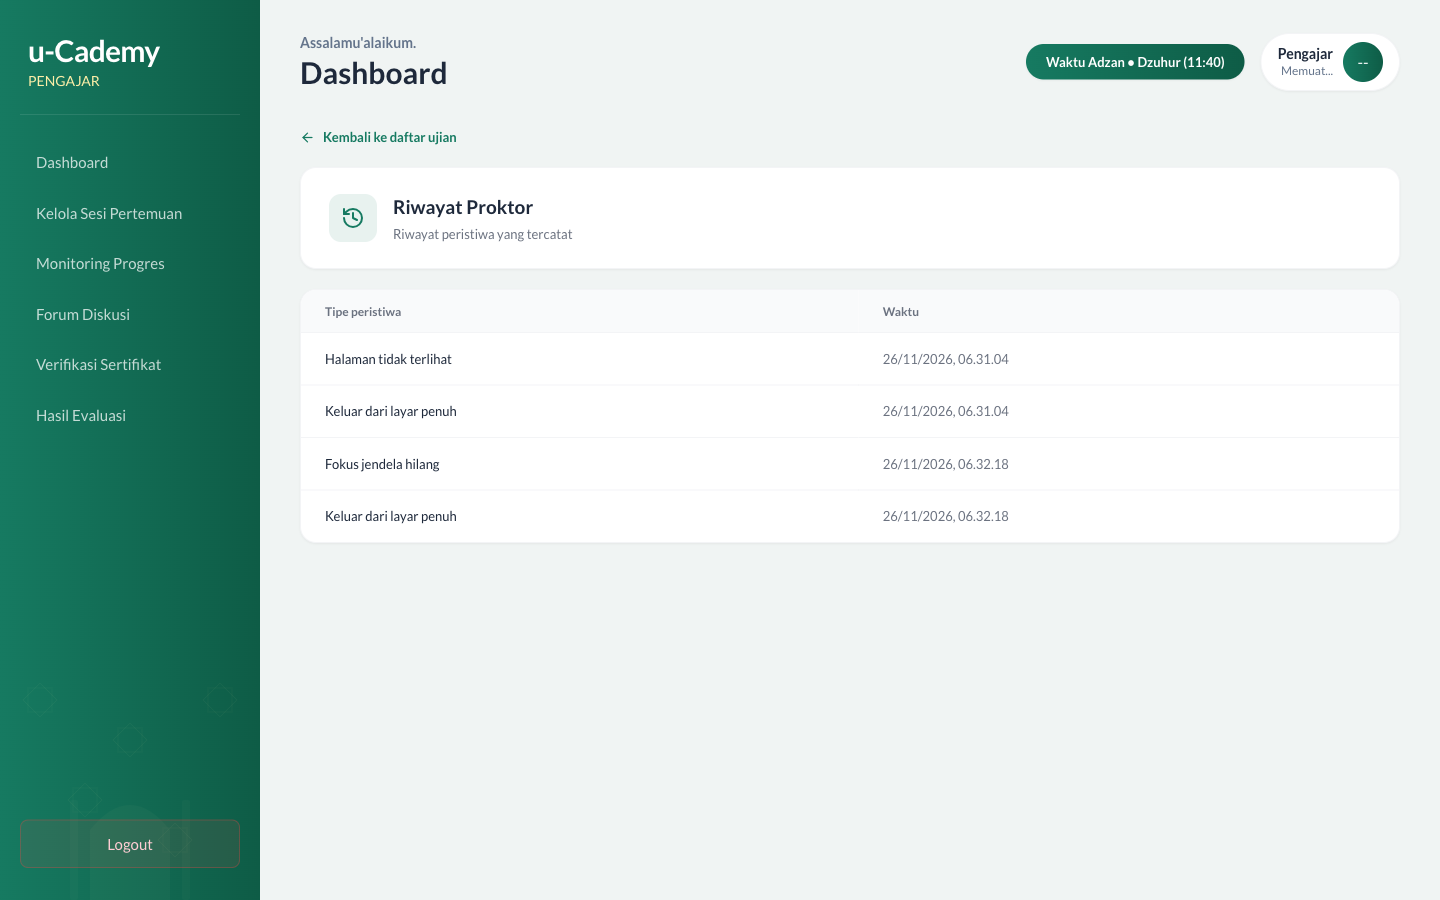 u-Cademy
PENGAJAR
Dashboard
Kelola Sesi Pertemuan
Monitoring Progres
Forum Diskusi
Verifikasi Sertifikat
Hasil Evaluasi
Logout
Assalamu'alaikum.
Dashboard
Waktu Adzan • Dzuhur (11:40)
Pengajar
Memuat...
--
← Kembali ke daftar ujian
Riwayat Proktor
Riwayat peristiwa yang tercatat
Tipe peristiwa Waktu
Halaman tidak terlihat 26/11/2026, 06.31.04
Keluar dari layar penuh 26/11/2026, 06.31.04
Fokus jendela hilang 26/11/2026, 06.32.18
Keluar dari layar penuh 26/11/2026, 06.32.18